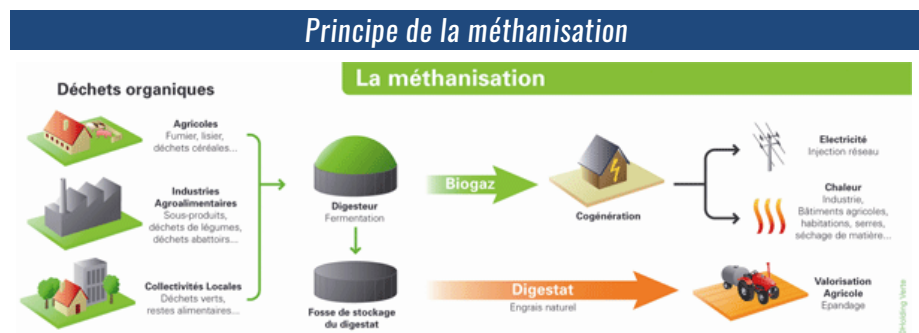 Principe de la méthanisation
La méthanisation
Déchets organiques
Agricoles
Fumier, lisier,
déchets céréales...
Industries
Agroalimentaires
Sous-produits,
déchets de légumes,
déchets abattoirs...
Collectivités Locales
Déchets verts,
restes alimentaires...
Digesteur
Fermentation
Fosse de stockage
du digestat
Biogaz
Cogénération
Electricité
Injection réseau
Chaleur
Industrie,
Bâtiments agricoles,
habitations, serres,
séchage de matière...
Digestat
Engrais naturel
Valorisation
Agricole
Epandage
Holding Verte